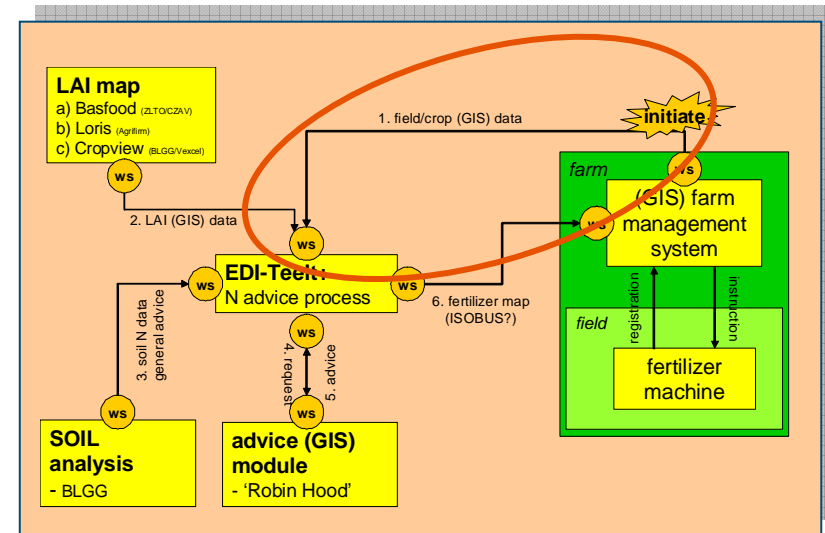 LAI map
a) Basfood (ZLTO/CZAV)
b) Loris (Agrifirm)
c) Cropview (BLGG/Vexcel)
ws
1. field/crop (GIS) data
initiate
2. LAI (GIS) data
ws
farm
ws
(GIS) farm
management
system
ws
EDI-Teelt+
N advice process
ws
ws
6. fertilizer map
(ISOBUS?)
registration
instruction
field
fertilizer
machine
3. soil N data
general advice
ws
4. request
5. advice
ws
SOIL
analysis
- BLGG
ws
advice (GIS)
module
- ‘Robin Hood’